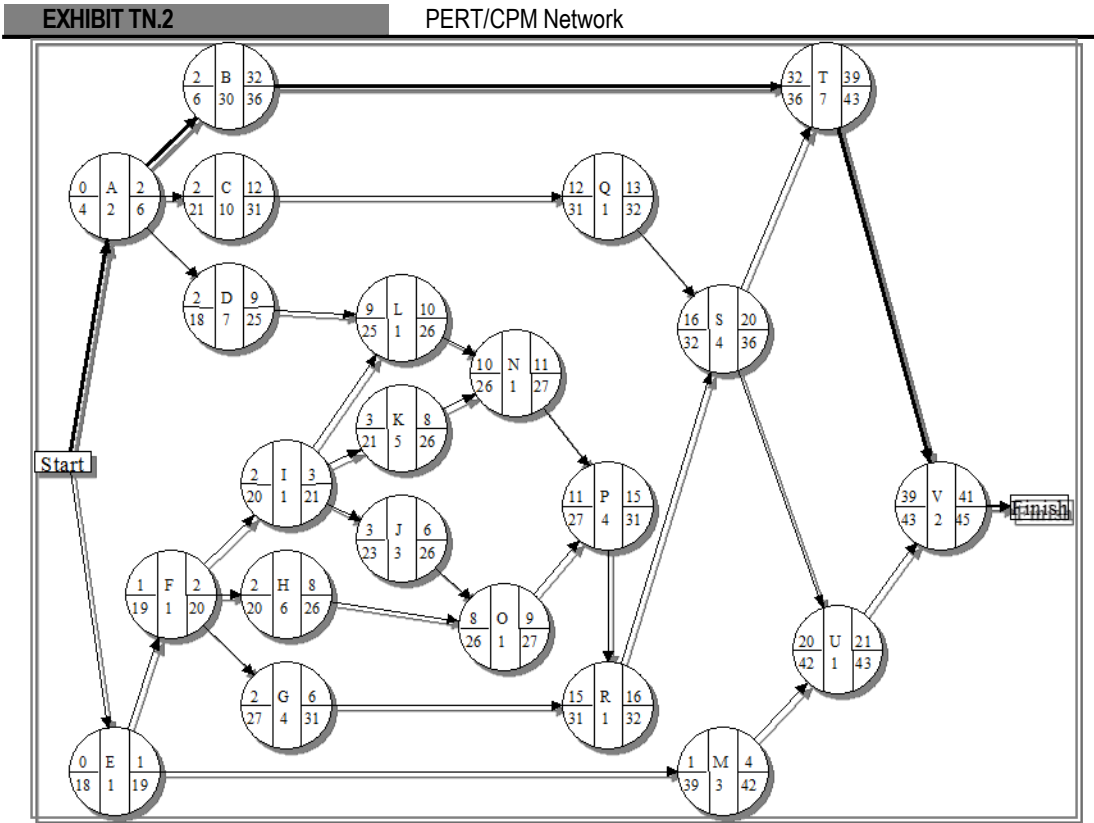 EXHIBIT TN.2
PERT/CPM Network
2 B 32
6 30 36
32 T 39
36 7 43
0 A 2
4 2 6
2 C 12
21 10 31
12 Q 13
31 1 32
2 D 9
18 7 25
9 L 10
25 1 26
16 S 20
32 4 36
10 N 11
26 1 27
3 K 8
21 5 26
Start
2 I 3
20 1 21
11 P 15
27 4 31
39 V 41
43 2 45
Finish
3 J 6
23 3 26
1 F 2
19 1 20
2 H 8
20 6 26
8 O 9
26 1 27
20 U 21
42 1 43
2 G 6
27 4 31
15 R 16
31 1 32
0 E 1
18 1 19
1 M 4
39 3 42